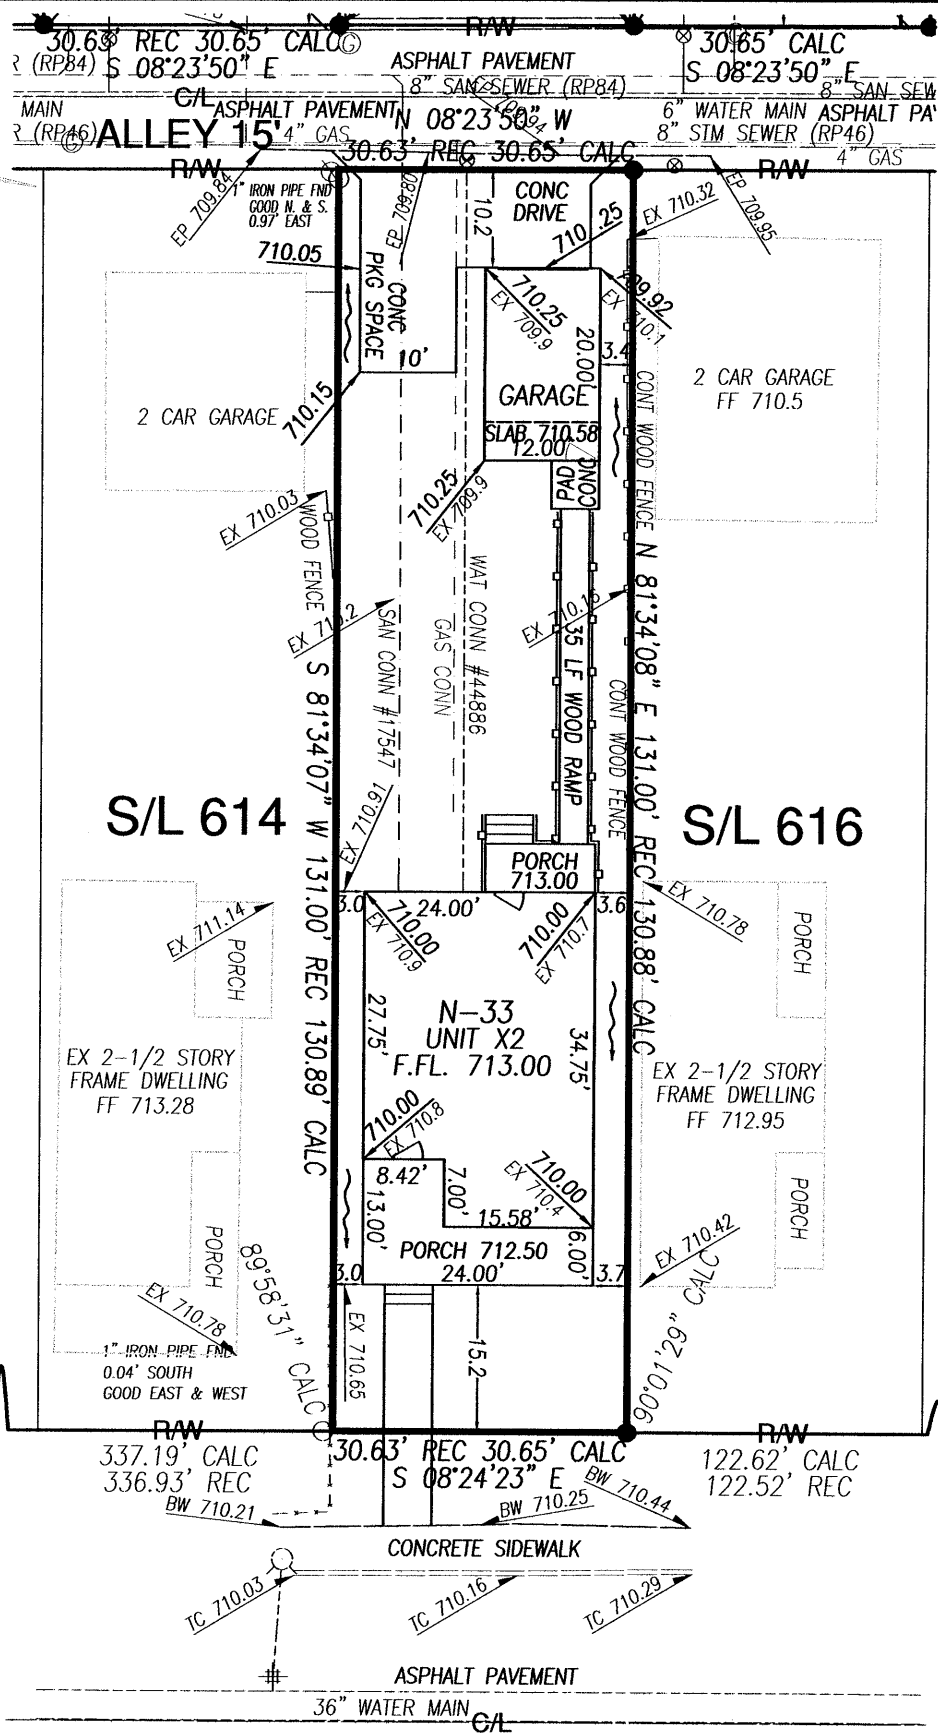 R/W
30.63' REC 30.65' CALC
30.65' CALC
R (RP84)
S 08°23'50" E
ASPHALT PAVEMENT
S 08°23'50" E
8" SAN SEWER (RP84)
8" SAN SEW
C/L
MAIN
ASPHALT PAVEMENT
N 08°23'50" W
6" WATER MAIN
ASPHALT PA
R (RP46)
ALLEY 15'
4" GAS
8" STM SEWER (RP46)
30.63' REC 30.65' CALC
4" GAS
R/W
R/W
EP 709.84
1" IRON PIPE FND
GOOD N. & S.
0.97' EAST
EP 709.80
10.2
CONC
DRIVE
EX 710.32
EP 709.95
710.05
710.25
CONC
PKG SPACE
10'
710.25
EX 709.9
709.92
EX 710.1
20.00'
3.4
2 CAR GARAGE
FF 710.5
2 CAR GARAGE
710.15
GARAGE
SLAB 710.58
12.00'
CONC
PAD
710.25
EX 709.9
CONT WOOD FENCE
EX 710.03
WOOD FENCE
WAT CONN #44886
GAS CONN
SAN CONN #17547
EX 710.2
EX 710.16
35 LF WOOD RAMP
CONT WOOD FENCE
N 81°34'08" E 131.00' REC 130.88' CALC
S 81°34'07" W 131.00' REC 130.89' CALC
S/L 614
S/L 616
EX 710.91
PORCH
713.00
3.0
24.00'
3.6
EX 710.78
EX 711.14
PORCH
710.00
EX 710.9
710.00
EX 710.7
PORCH
27.75'
N-33
UNIT X2
F.FL. 713.00
34.75'
EX 2-1/2 STORY
FRAME DWELLING
FF 713.28
EX 2-1/2 STORY
FRAME DWELLING
FF 712.95
710.00
EX 710.8
8.42'
7.00'
710.00
EX 710.4
13.00'
15.58'
PORCH
PORCH
PORCH 712.50
6.00'
3.0
24.00'
3.7
EX 710.42
89°58'31" CALC
90°01'29" CALC
EX 710.78
EX 710.65
15.2
1" IRON PIPE FND
0.04' SOUTH
GOOD EAST & WEST
R/W
R/W
337.19' CALC
336.93' REC
30.63' REC 30.65' CALC
S 08°24'23" E
122.62' CALC
122.52' REC
BW 710.21
BW 710.25
BW 710.44
CONCRETE SIDEWALK
TC 710.03
TC 710.16
TC 710.29
ASPHALT PAVEMENT
36" WATER MAIN
C/L